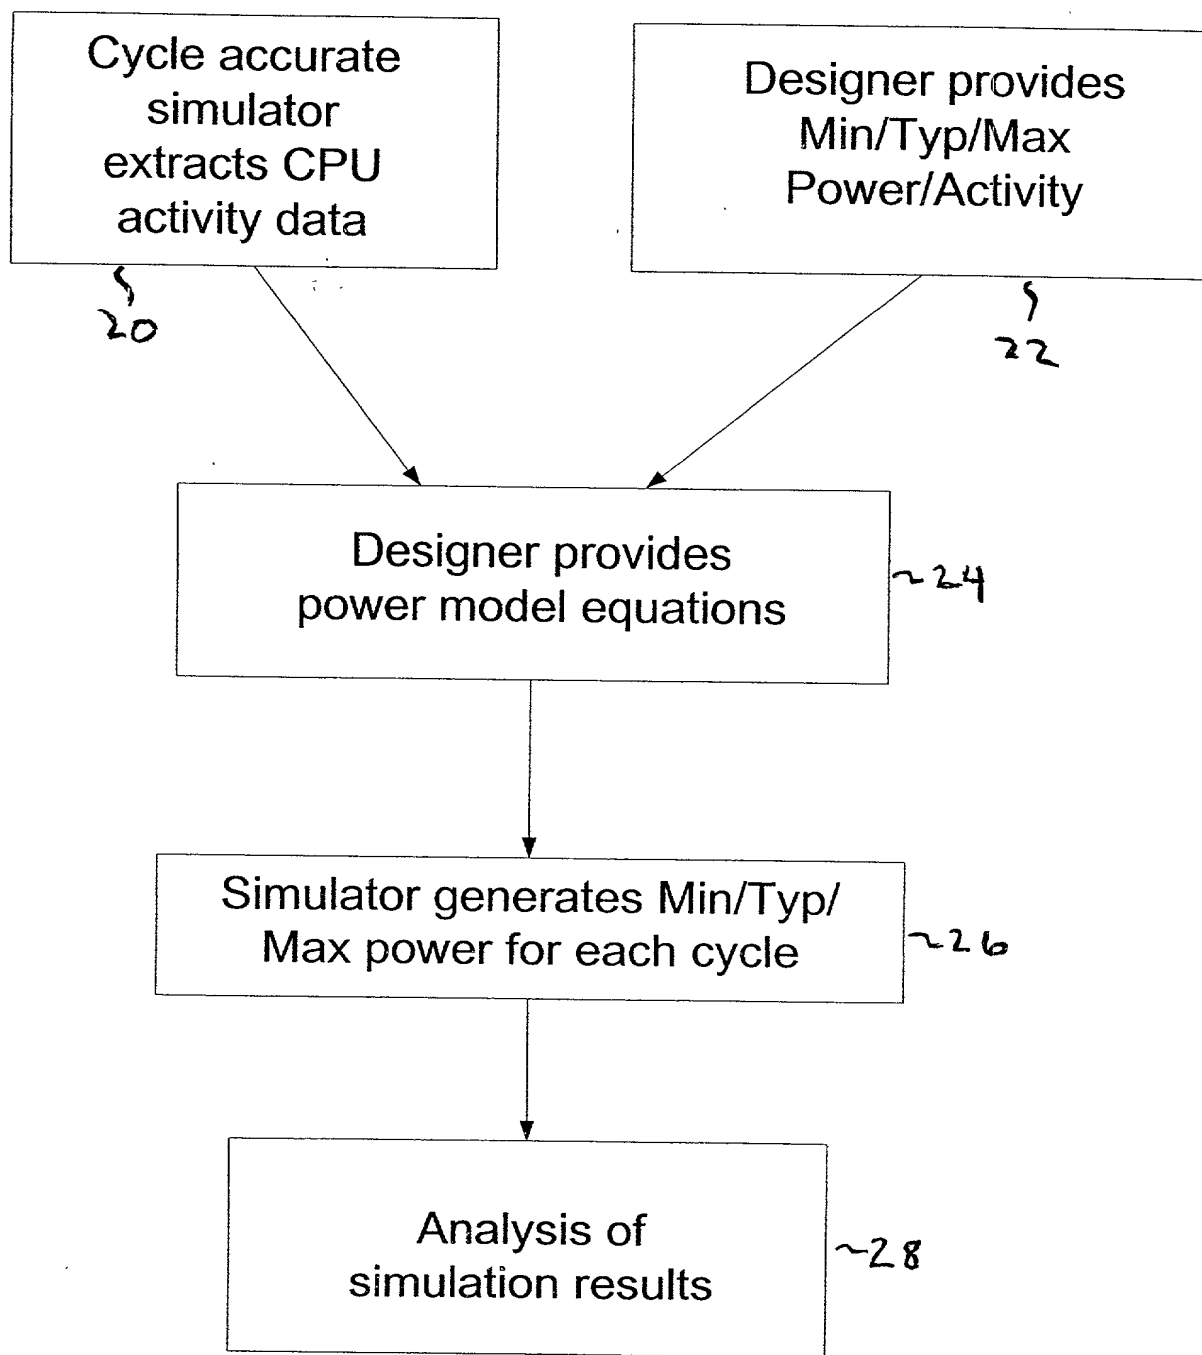 Cycle accurate
simulator
extracts CPU
activity data
20
Designer provides
Min/Typ/Max
Power/Activity
22
Designer provides
power model equations
~24
Simulator generates Min/Typ/
Max power for each cycle
~26
Analysis of
simulation results
~28